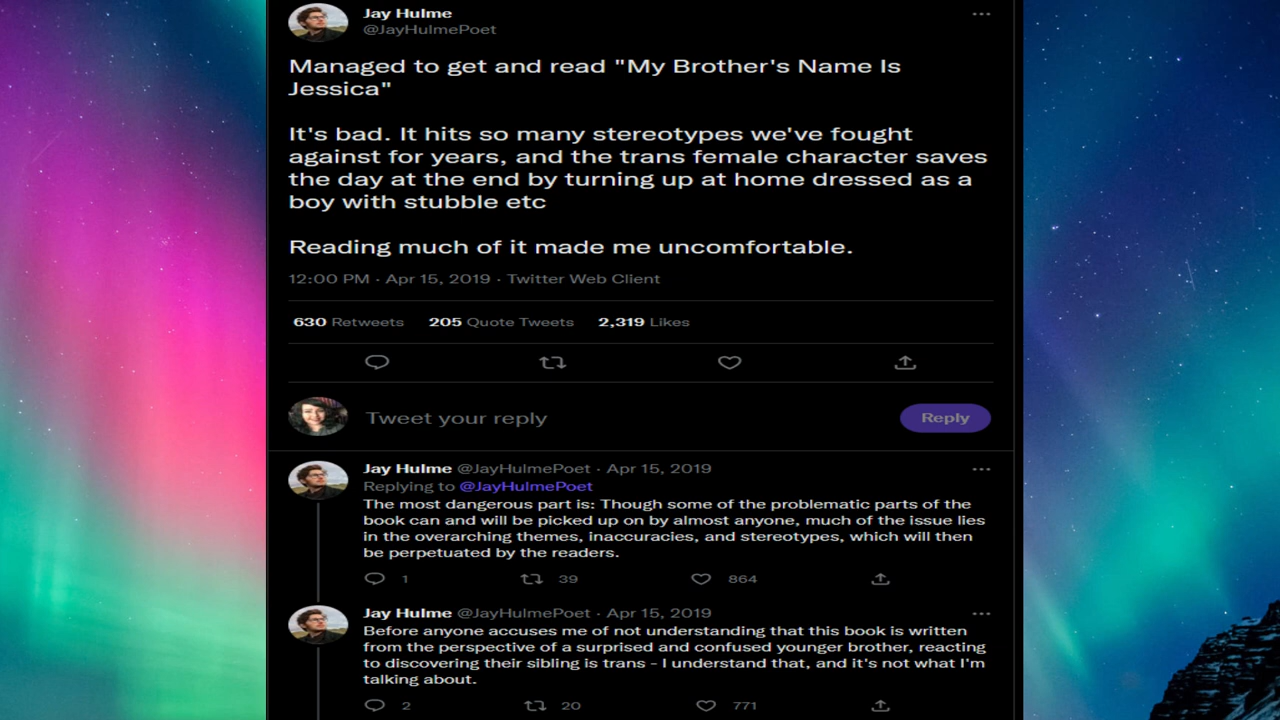 Jay Hulme
@JayHulmePoet
Managed to get and read "My Brother's Name Is
Jessica"
It's bad. It hits so many stereotypes we've fought
against for years, and the trans female character saves
the day at the end by turning up at home dressed as a
boy with stubble etc
Reading much of it made me uncomfortable.
12:00 PM · Apr 15, 2019 · Twitter Web Client
630 Retweets 205 Quote Tweets 2,319 Likes
Tweet your reply
Reply
Jay Hulme @JayHulmePoet · Apr 15, 2019
Replying to @JayHulmePoet
The most dangerous part is: Though some of the problematic parts of the
book can and will be picked up on by almost anyone, much of the issue lies
in the overarching themes, inaccuracies, and stereotypes, which will then
be perpetuated by the readers.
1 39 864
Jay Hulme @JayHulmePoet · Apr 15, 2019
Before anyone accuses me of not understanding that this book is written
from the perspective of a surprised and confused younger brother, reacting
to discovering their sibling is trans - I understand that, and it's not what I'm
talking about.
2 20 771